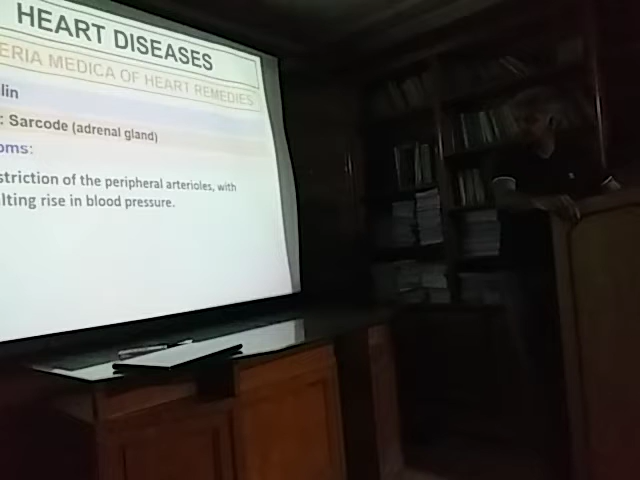 HEART DISEASES
ERIA MEDICA OF HEART REMEDIES
lin
: Sarcode (adrenal gland)
oms:
striction of the peripheral arterioles, with
lting rise in blood pressure.